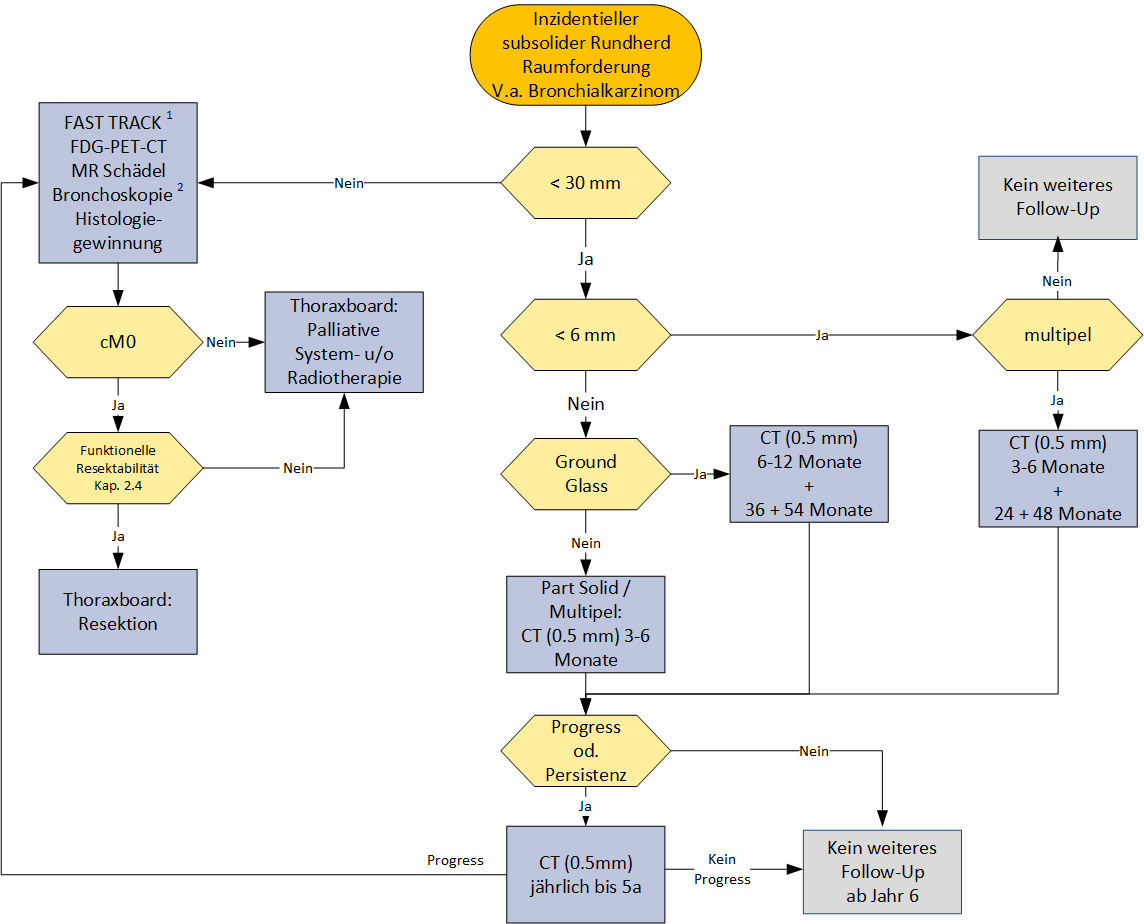 Inzidentieller
subsolider Rundherd
Raumforderung
V.a. Bronchialkarzinom
< 30 mm
Nein
Ja
FAST TRACK 1
FDG-PET-CT
MR Schädel
Bronchoskopie 2
Histologie-
gewinnung
cM0
Nein
Thoraxboard:
Palliative
System- u/o
Radiotherapie
Ja
Funktionelle
Resektabilität
Kap. 2.4
Nein
Ja
Thoraxboard:
Resektion
< 6 mm
Ja
multipel
Nein
Kein weiteres
Follow-Up
Ja
CT (0.5 mm)
3-6 Monate
+
24 + 48 Monate
Nein
Ground
Glass
Ja
CT (0.5 mm)
6-12 Monate
+
36 + 54 Monate
Nein
Part Solid /
Multipel:
CT (0.5 mm) 3-6
Monate
Progress
od.
Persistenz
Nein
Ja
CT (0.5mm)
jährlich bis 5a
Progress
Kein
Progress
Kein weiteres
Follow-Up
ab Jahr 6